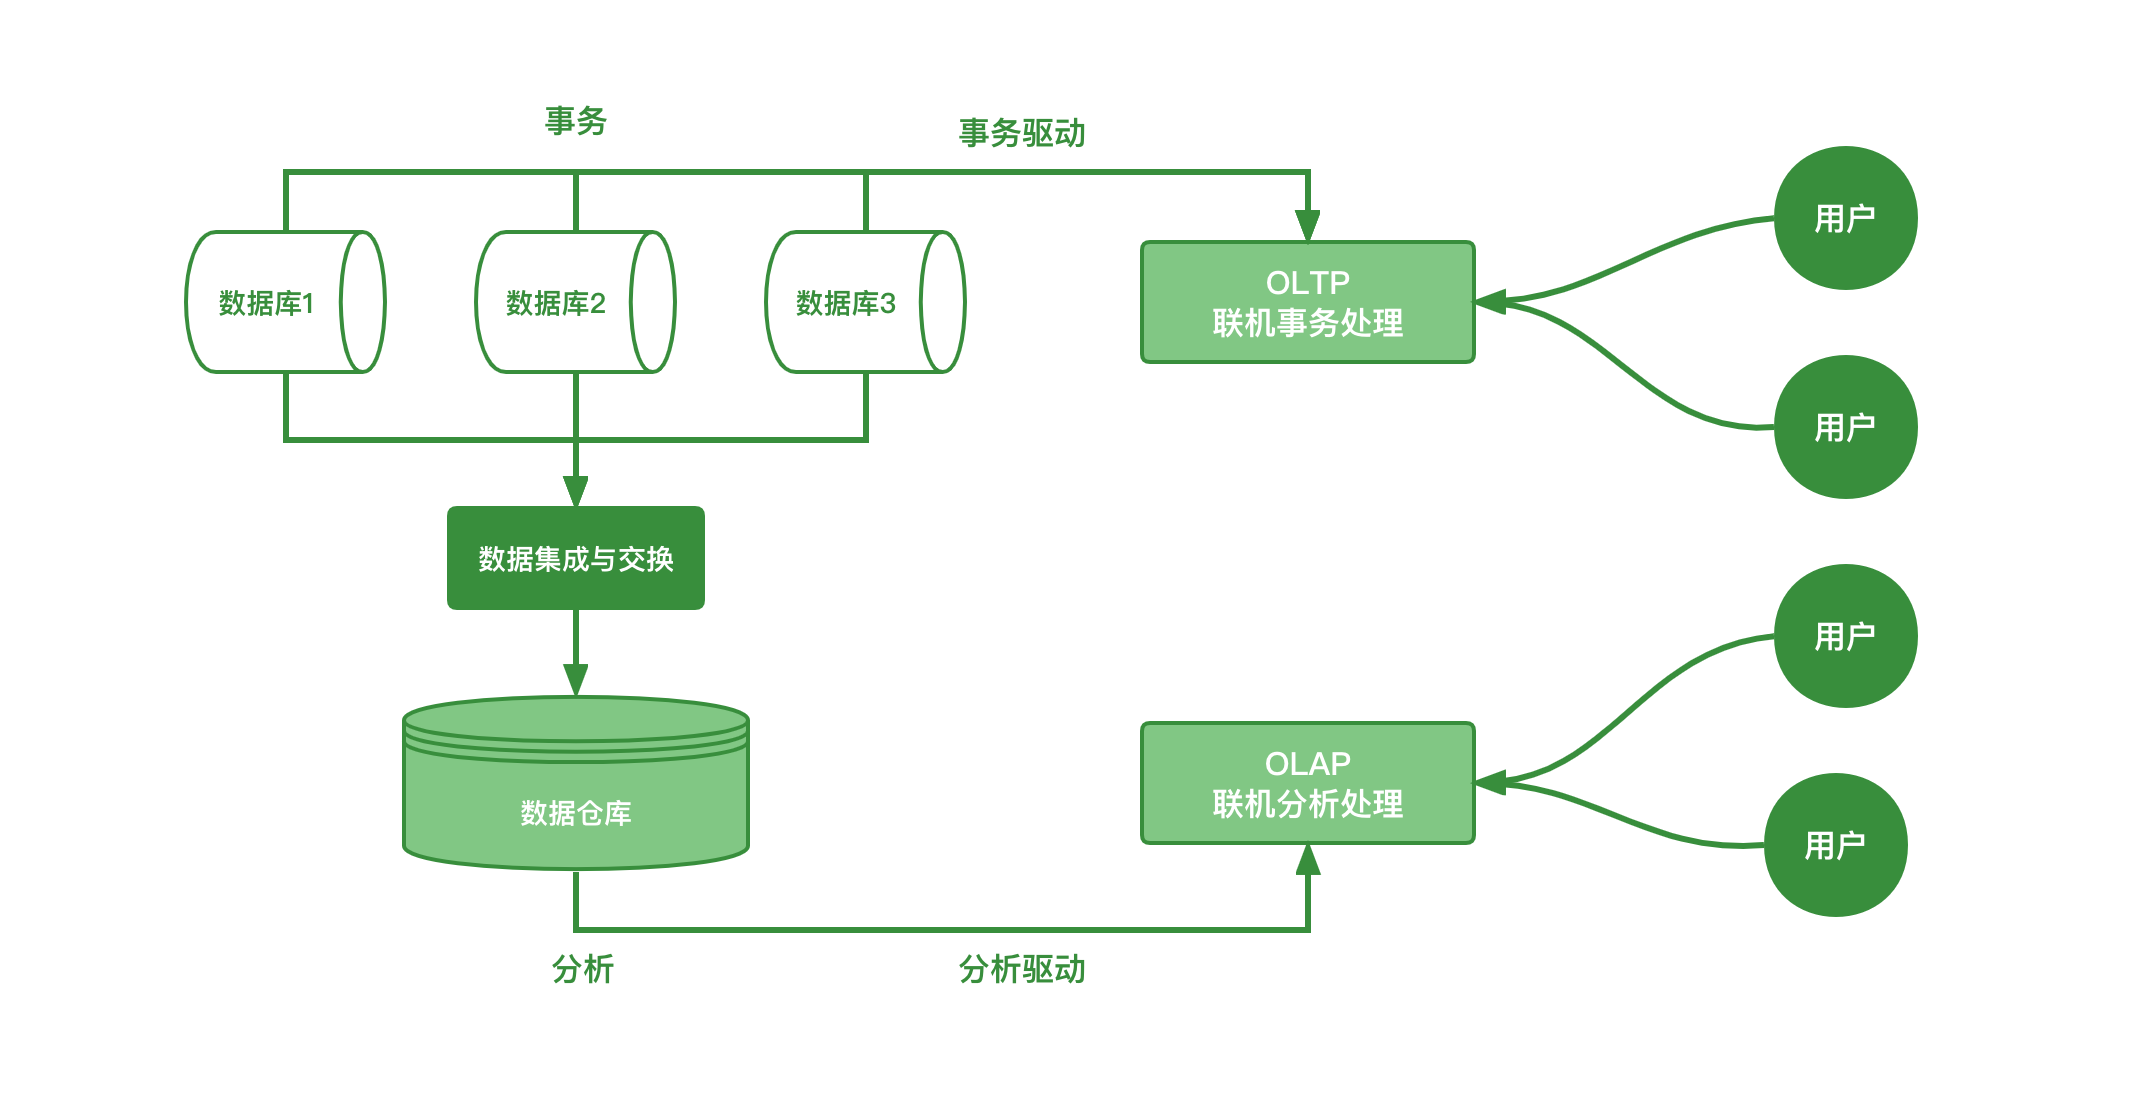 事务
事务驱动
用户
数据库1
数据库2
数据库3
OLTP
联机事务处理
用户
数据集成与交换
用户
数据仓库
OLAP
联机分析处理
用户
分析
分析驱动